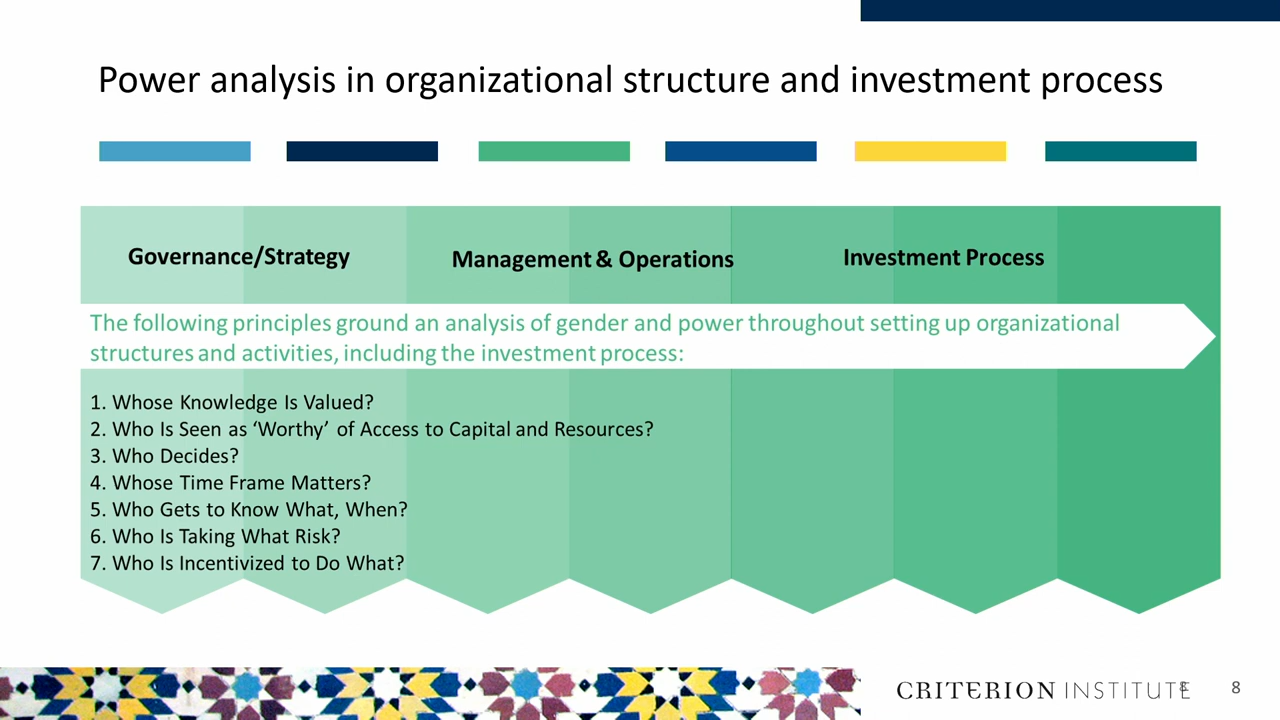 Power analysis in organizational structure and investment process
Governance/Strategy
Management & Operations
Investment Process
The following principles ground an analysis of gender and power throughout setting up organizational
structures and activities, including the investment process:
1. Whose Knowledge Is Valued?
2. Who Is Seen as ‘Worthy’ of Access to Capital and Resources?
3. Who Decides?
4. Whose Time Frame Matters?
5. Who Gets to Know What, When?
6. Who Is Taking What Risk?
7. Who Is Incentivized to Do What?
CRITERION INSTITUTE
8
8